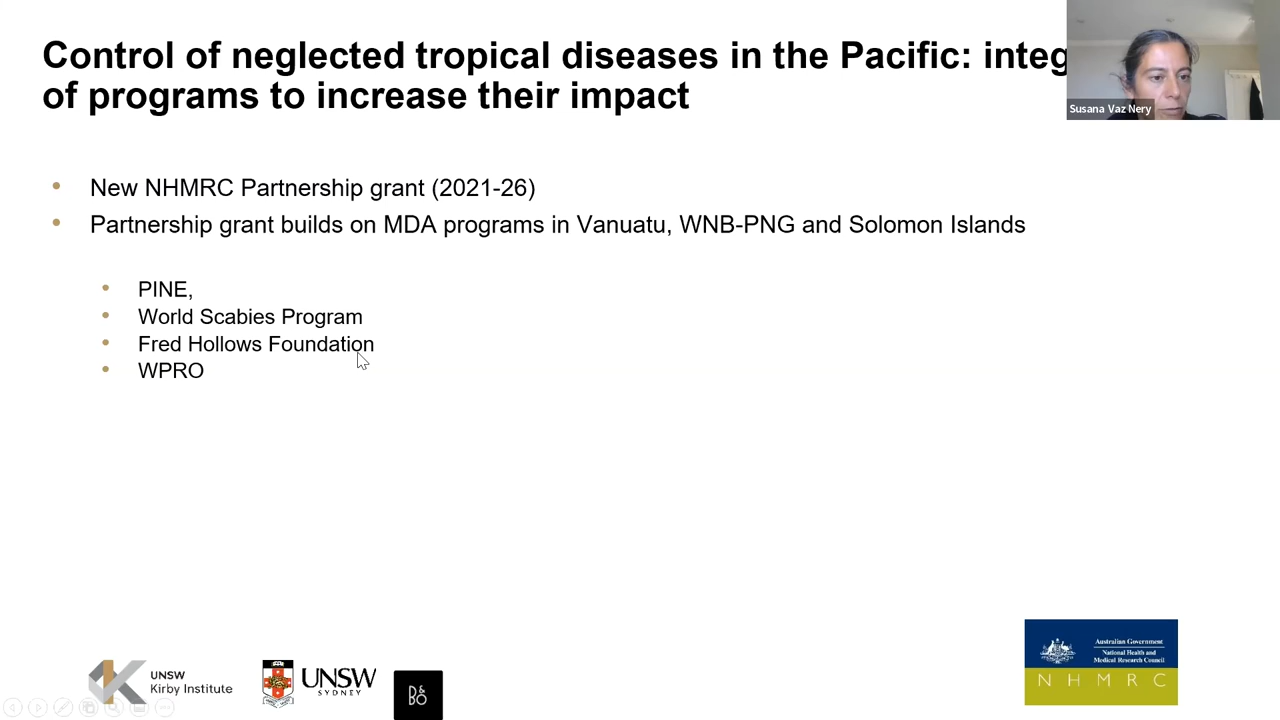 Control of neglected tropical diseases in the Pacific: integ
of programs to increase their impact
Susana Vaz Nery
• New NHMRC Partnership grant (2021-26)
• Partnership grant builds on MDA programs in Vanuatu, WNB-PNG and Solomon Islands
• PINE,
• World Scabies Program
• Fred Hollows Foundation
• WPRO
UNSW
Kirby Institute
UNSW
SYDNEY
D&
BO
Australian Government
National Health and
Medical Research Council
N H M R C